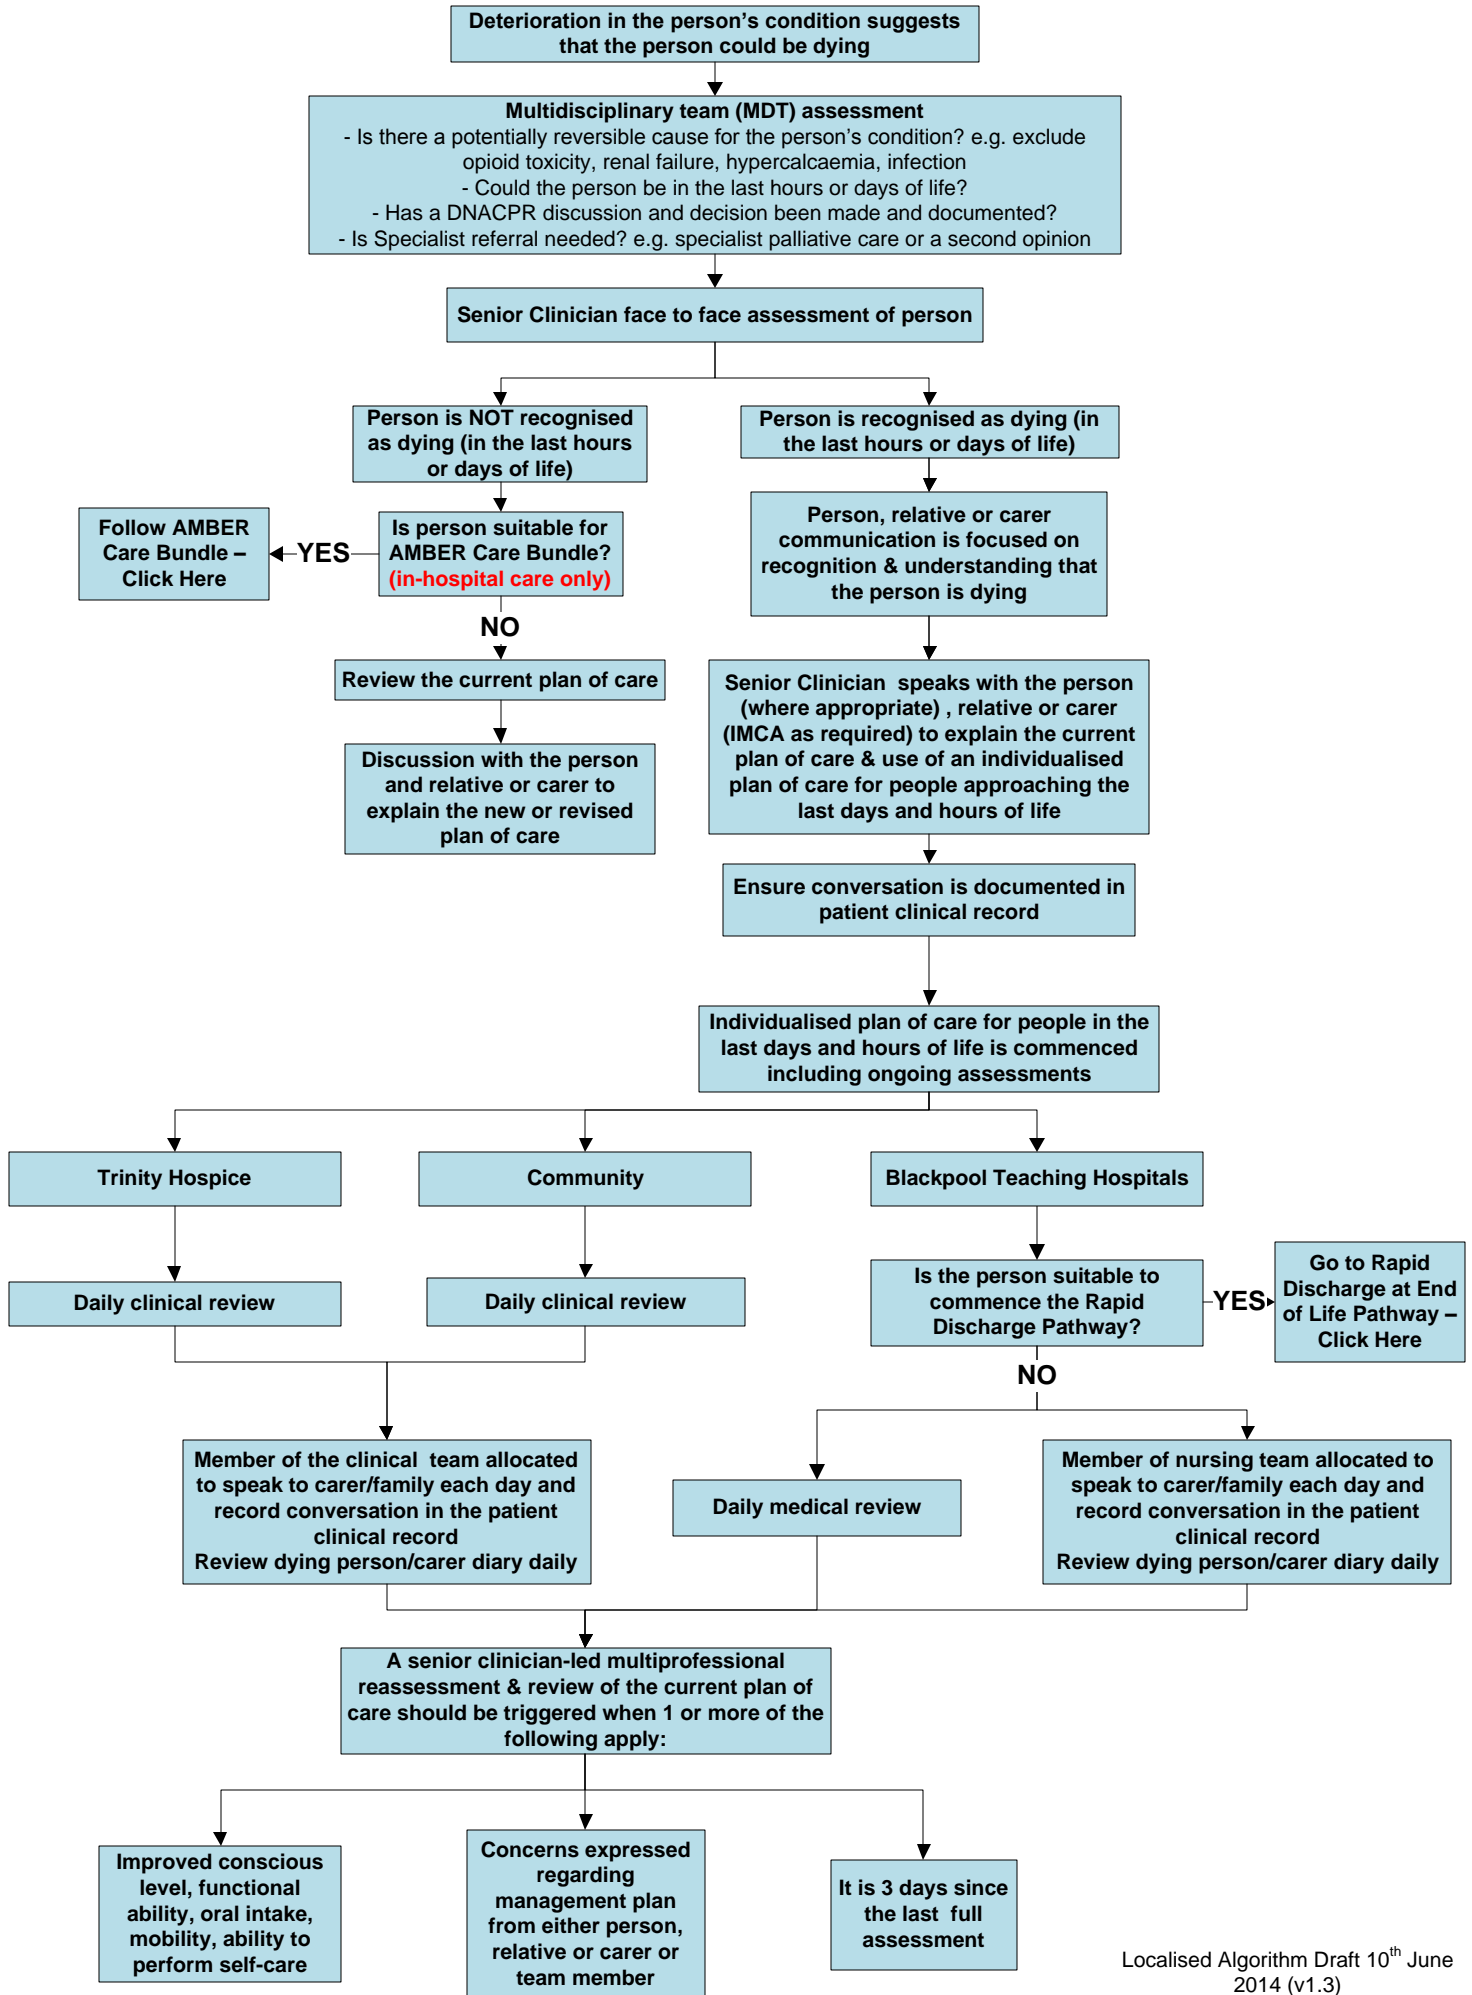 Deterioration in the person's condition suggests
that the person could be dying
Multidisciplinary team (MDT) assessment
- Is there a potentially reversible cause for the person's condition? e.g. exclude
opioid toxicity, renal failure, hypercalcaemia, infection
- Could the person be in the last hours or days of life?
- Has a DNACPR discussion and decision been made and documented?
- Is Specialist referral needed? e.g. specialist palliative care or a second opinion
Senior Clinician face to face assessment of person
Person is NOT recognised
as dying (in the last hours
or days of life)
Person is recognised as dying (in
the last hours or days of life)
Follow AMBER
Care Bundle –
Click Here
YES
Is person suitable for
AMBER Care Bundle?
(in-hospital care only)
Person, relative or carer
communication is focused on
recognition & understanding that
the person is dying
NO
Review the current plan of care
Discussion with the person
and relative or carer to
explain the new or revised
plan of care
Senior Clinician  speaks with the person
(where appropriate) , relative or carer
(IMCA as required) to explain the current
plan of care & use of an individualised
plan of care for people approaching the
last days and hours of life
Ensure conversation is documented in
patient clinical record
Individualised plan of care for people in the
last days and hours of life is commenced
including ongoing assessments
Trinity Hospice
Community
Blackpool Teaching Hospitals
Daily clinical review
Daily clinical review
Is the person suitable to
commence the Rapid
Discharge Pathway?
YES
Go to Rapid
Discharge at End
of Life Pathway –
Click Here
NO
Member of the clinical  team allocated
to speak to carer/family each day and
record conversation in the patient
clinical record
Review dying person/carer diary daily
Daily medical review
Member of nursing team allocated to
speak to carer/family each day and
record conversation in the patient
clinical record
Review dying person/carer diary daily
A senior clinician-led multiprofessional
reassessment & review of the current plan of
care should be triggered when 1 or more of the
following apply:
Improved conscious
level, functional
ability, oral intake,
mobility, ability to
perform self-care
Concerns expressed
regarding
management plan
from either person,
relative or carer or
team member
It is 3 days since
the last  full
assessment
Localised Algorithm Draft 10th June
2014 (v1.3)